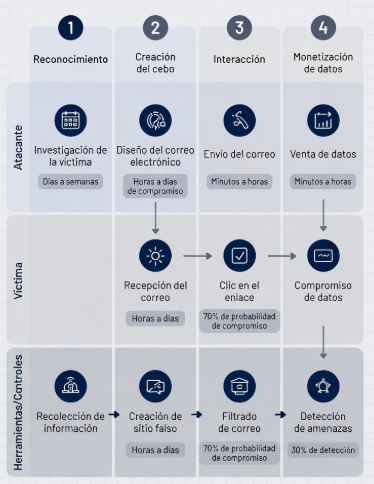 1
2
3
4
Reconocimiento
Creación
del cebo
Interacción
Monetización
de datos
Atacante
Investigación de
la víctima
Días a semanas
Diseño del correo
electrónico
Horas a días
de compromiso
Envío del correo
Minutos a horas
Venta de datos
Minutos a horas
Víctima
Recepción del
correo
Horas a días
Clic en el
enlace
70% de probabilidad
de compromiso
Compromiso
de datos
Herramientas/Controles
Recolección de
información
Creación de
sitio falso
Horas a días
Filtrado
de correo
70% de probabilidad
de compromiso
Detección
de amenazas
30% de detección